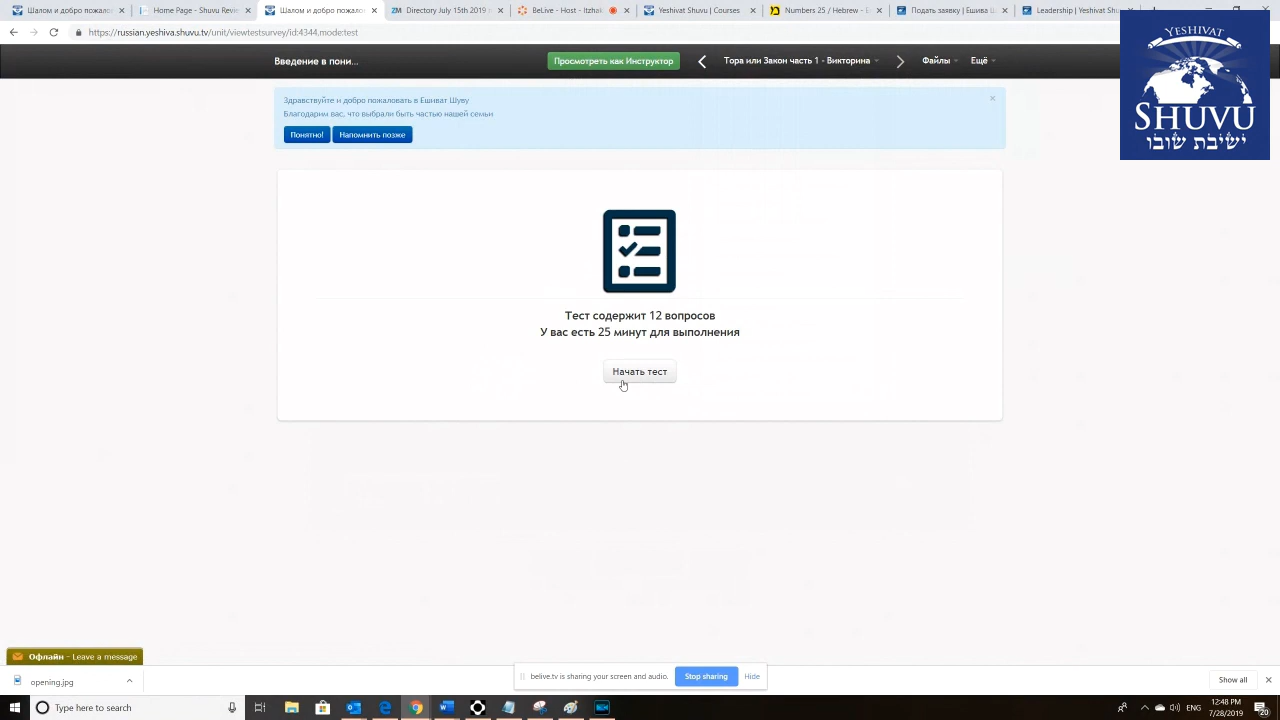 Шалом и добро пожало
Home Page - Shuvu Revie
Шалом и добро пожало
Directory July 15th 2019
BeLive - Host - Itzhak
Yeshivat Shuvu | Courses
Numbers 25 / Hebrew -
Подать заявку | Ешива
Leadership | Yeshivat Shu
https://russian.yeshiva.shuvu.tv/unit/viewtestsurvey/id:4344,mode:test
Введение в пони...
Просмотреть как Инструктор
Тора или Закон часть 1 - Викторина
Файлы
Ещё
YESHIVAT
SHUVU
ישיבת שובו
Здравствуйте и добро пожаловать в Ешиват Шуву
Благодарим вас, что выбрали быть частью нашей семьи
Понятно!
Напомнить позже
Тест содержит 12 вопросов
У вас есть 25 минут для выполнения
Начать тест
Офлайн - Leave a message
belive.tv is sharing your screen and audio.
Stop sharing
Hide
opening.jpg
Show all
Type here to search
ENG
12:48 PM
7/28/2019
20